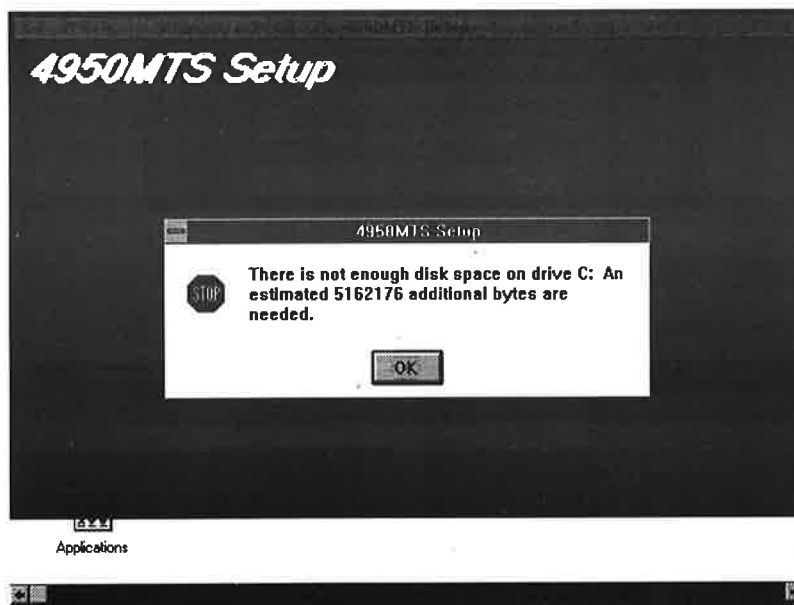 4950MTS Setup
4950MTS Setup
There is not enough disk space on drive C: An
estimated 5162176 additional bytes are
needed.
STOP
OK
Applications